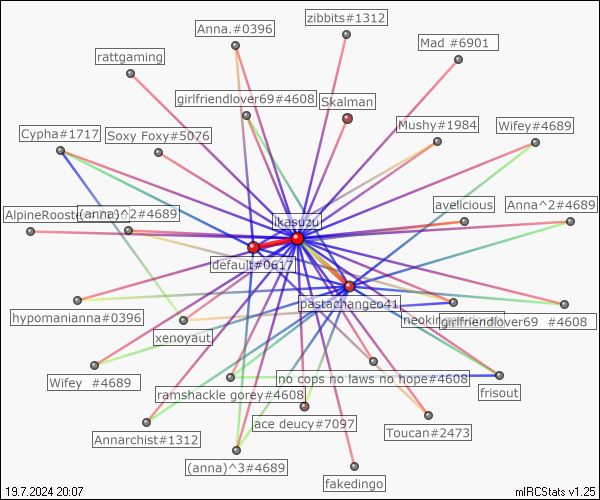 zibbits#1312
Anna.#0396
Mad #6901
rattgaming
girlfriendlover69#4608
Skalman
Cypha#1717
Soxy Foxy#5076
Mushy#1984
Wifey#4689
avelicious
Anna^2#4689
(anna)^2#4689
ikasuzu
default#0617
pastachangeo41
hypomanianna#0396
girlfriendlover69 #4608
xenoyaut
Wifey #4689
no cops no laws no hope#4608
frisout
ramshackle gorey#4608
ace deucy#7097
Toucan#2473
Annarchist#1312
(anna)^3#4689
fakedingo
19.7.2024 20:07
mIRCStats v1.25